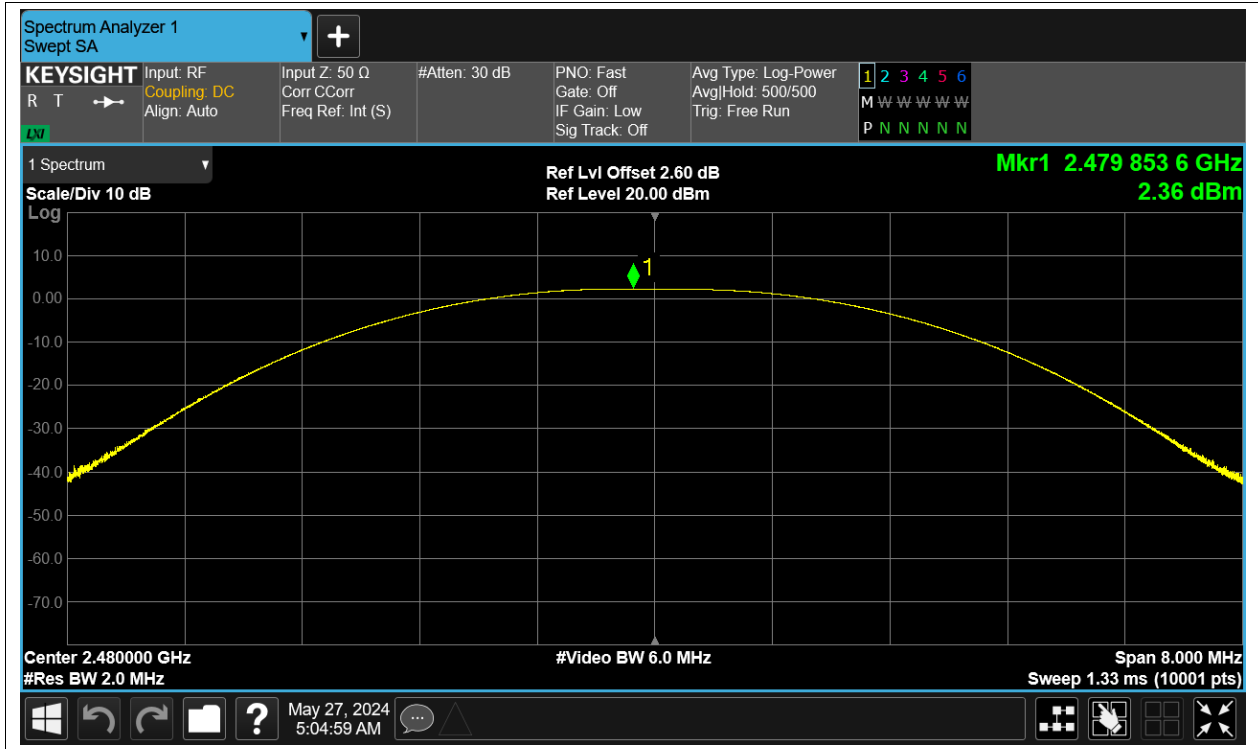 Spectrum Analyzer 1
Swept SA
+
KEYSIGHT
R T
LXI
Input: RF
Coupling: DC
Align: Auto
Input Z: 50 Ω
Corr CCorr
Freq Ref: Int (S)
#Atten: 30 dB
PNO: Fast
Gate: Off
IF Gain: Low
Sig Track: Off
Avg Type: Log-Power
Avg|Hold: 500/500
Trig: Free Run
1 2 3 4 5 6
M W W W W W
P N N N N N
1 Spectrum
Scale/Div 10 dB
Log
Ref Lvl Offset 2.60 dB
Ref Level 20.00 dBm
Mkr1 2.479 853 6 GHz
2.36 dBm
1
10.0
0.00
-10.0
-20.0
-30.0
-40.0
-50.0
-60.0
-70.0
Center 2.480000 GHz
#Res BW 2.0 MHz
#Video BW 6.0 MHz
Span 8.000 MHz
Sweep 1.33 ms (10001 pts)
?
May 27, 2024
5:04:59 AM